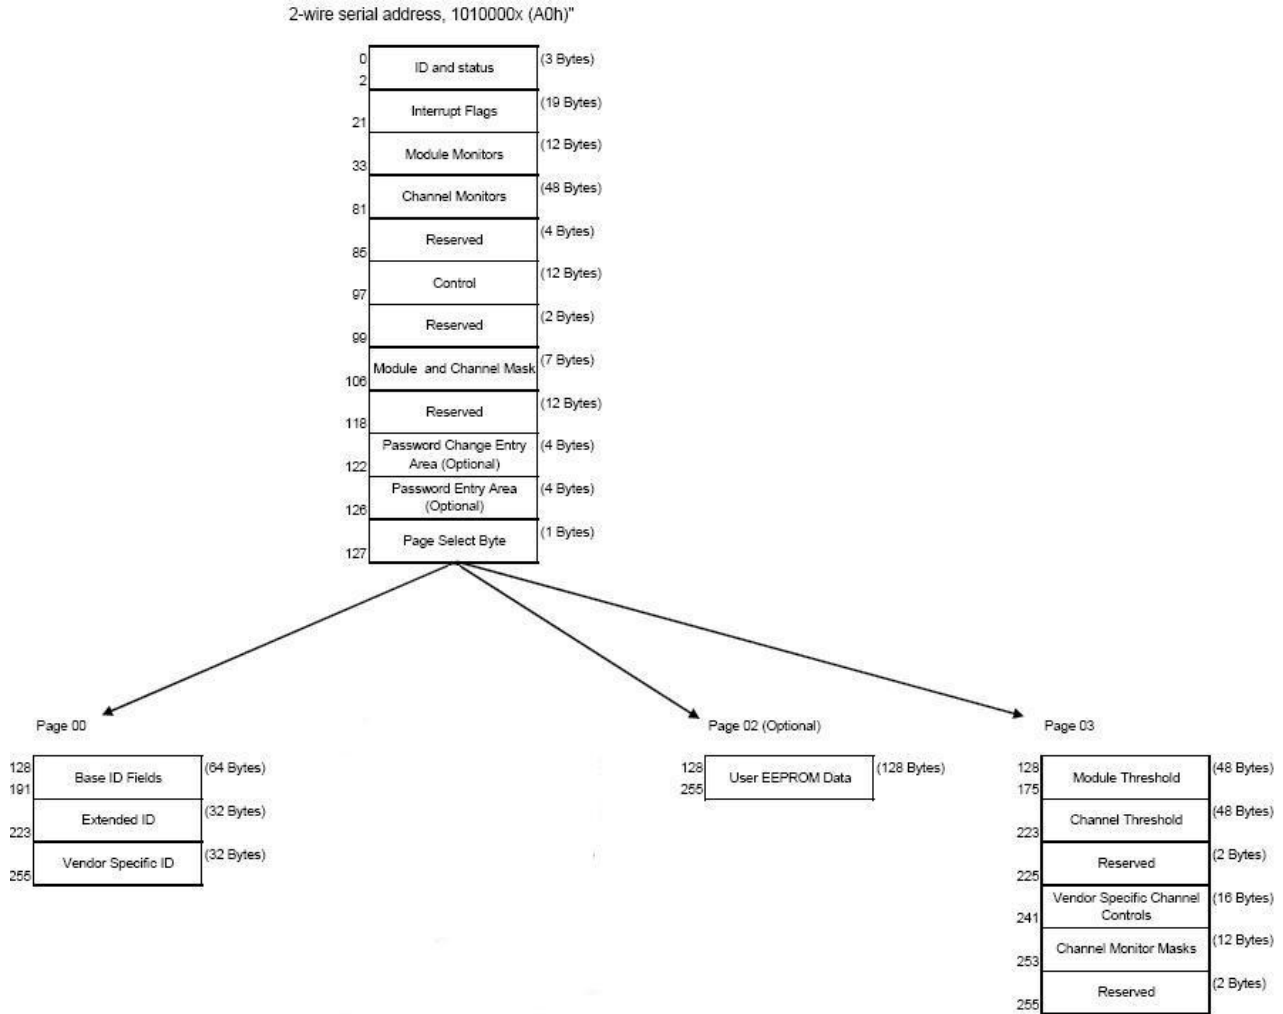 2-wire serial address, 1010000x (A0h)"
0
2
ID and status
(3 Bytes)
21
Interrupt Flags
(19 Bytes)
33
Module Monitors
(12 Bytes)
81
Channel Monitors
(48 Bytes)
85
Reserved
(4 Bytes)
97
Control
(12 Bytes)
99
Reserved
(2 Bytes)
106
Module and Channel Mask
(7 Bytes)
118
Reserved
(12 Bytes)
122
Password Change Entry
Area (Optional)
(4 Bytes)
126
Password Entry Area
(Optional)
(4 Bytes)
127
Page Select Byte
(1 Bytes)
Page 00
128
191
Base ID Fields
(64 Bytes)
223
Extended ID
(32 Bytes)
255
Vendor Specific ID
(32 Bytes)
Page 02 (Optional)
128
255
User EEPROM Data
(128 Bytes)
Page 03
128
175
Module Threshold
(48 Bytes)
223
Channel Threshold
(48 Bytes)
225
Reserved
(2 Bytes)
241
Vendor Specific Channel
Controls
(16 Bytes)
253
Channel Monitor Masks
(12 Bytes)
255
Reserved
(2 Bytes)